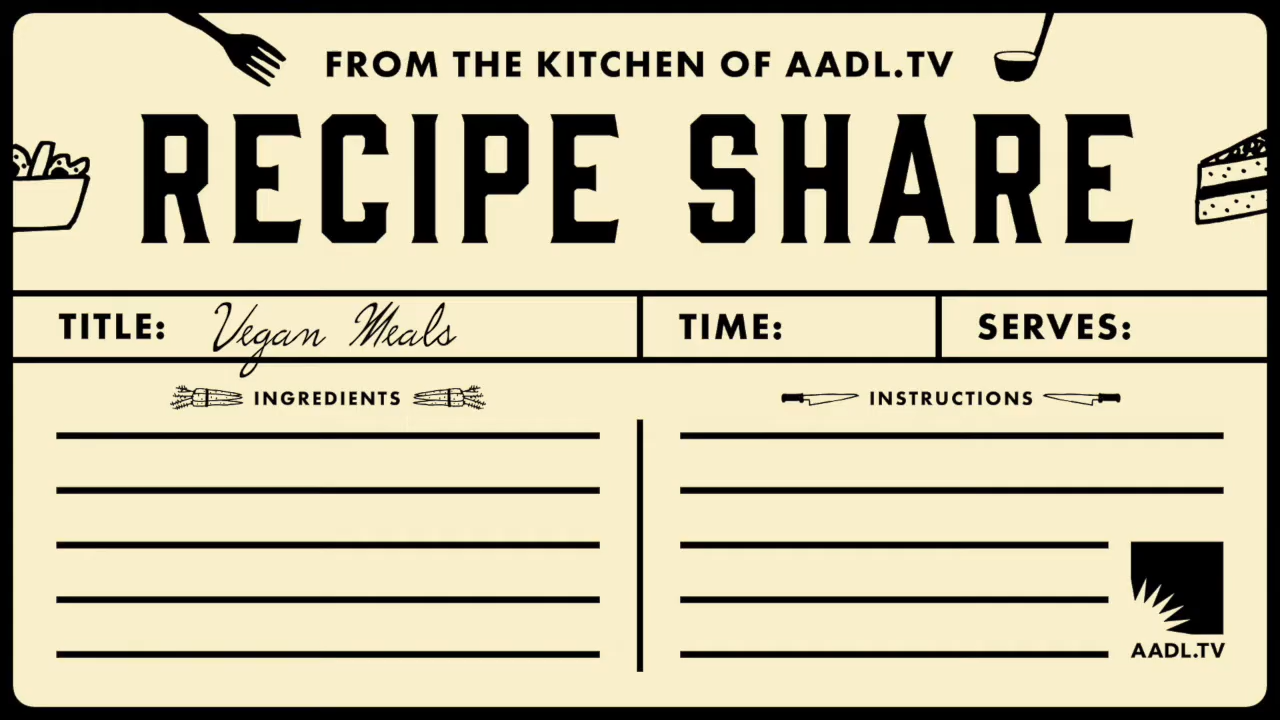 FROM THE KITCHEN OF AADL.TV
RECIPE SHARE
TITLE: Vegan Meals
TIME:
SERVES:
INGREDIENTS
INSTRUCTIONS
AADL.TV